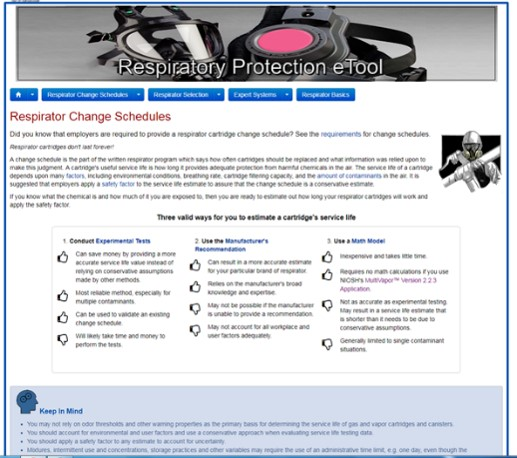 Respiratory Protection eTool
Respirator Change Schedules
Respirator Selection
Expert Systems
Respirator Basics
Respirator Change Schedules
Did you know that employers are required to provide a respirator cartridge change schedule? See the requirements for change schedules.
Respirator cartridges don't last forever!
A change schedule is the part of the written respirator program which says how often cartridges should be replaced and what information was relied upon to
make this judgment. A cartridge's useful service life is how long it provides adequate protection from harmful chemicals in the air. The service life of a cartridge
depends upon many factors, including environmental conditions, breathing rate, cartridge filtering capacity, and the amount of contaminants in the air. It is
suggested that employers apply a safety factor to the service life estimate to assure that the change schedule is a conservative estimate.
If you know what the chemical is and how much of it you are exposed to, then you are ready to estimate how long your respirator cartridges will work and
apply the safety factor.
Three valid ways for you to estimate a cartridge's service life
1. Conduct Experimental Tests
Can save money by providing a more
accurate service life value instead of
relying on conservative assumptions
made by other methods.
Most reliable method, especially for
multiple contaminants.
Can be used to validate an existing
change schedule.
Will likely take time and money to
perform the tests.
2. Use the Manufacturer's
Recommendation
Can result in a more accurate estimate
for your particular brand of respirator.
Relies on the manufacturer's broad
knowledge and expertise.
May not be possible if the manufacturer
is unable to provide a recommendation.
May not account for all workplace and
user factors adequately.
3. Use a Math Model
Inexpensive and takes little time.
Requires no math calculations if you use
NIOSH's MultiVapor™ Version 2.2.3
Application.
Not as accurate as experimental testing.
May result in a service life estimate that
is shorter than it needs to be due to
conservative assumptions.
Generally limited to single contaminant
situations.
Keep in Mind
• You may not rely on odor thresholds and other warning properties as the primary basis for determining the service life of gas and vapor cartridges and canisters.
• You should account for environmental and user factors and use a conservative approach when evaluating service life testing data.
• You should apply a safety factor to any estimate to account for uncertainty.
• Mixtures, intermittent use and concentrations, storage practices and other variables may require the use of an administrative time limit, e.g. one day, even though the